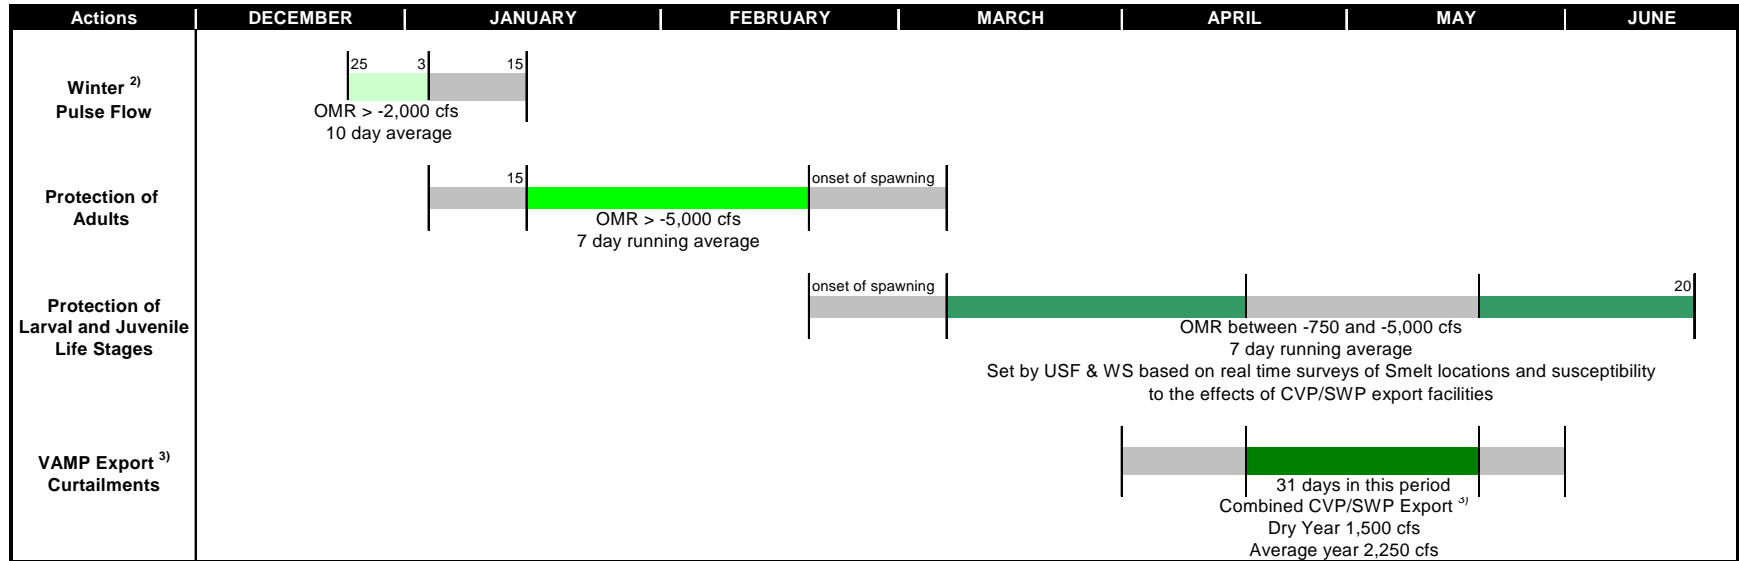 Actions DECEMBER JANUARY FEBRUARY MARCH APRIL MAY JUNE
Winter 2)
Pulse Flow
25 3 15
OMR > -2,000 cfs
10 day average
Protection of
Adults
15 onset of spawning
OMR > -5,000 cfs
7 day running average
Protection of
Larval and Juvenile
Life Stages
onset of spawning 20
OMR between -750 and -5,000 cfs
7 day running average
Set by USF & WS based on real time surveys of Smelt locations and susceptibility
to the effects of CVP/SWP export facilities
VAMP Export 3)
Curtailments
31 days in this period
Combined CVP/SWP Export 3)
Dry Year 1,500 cfs
Average year 2,250 cfs